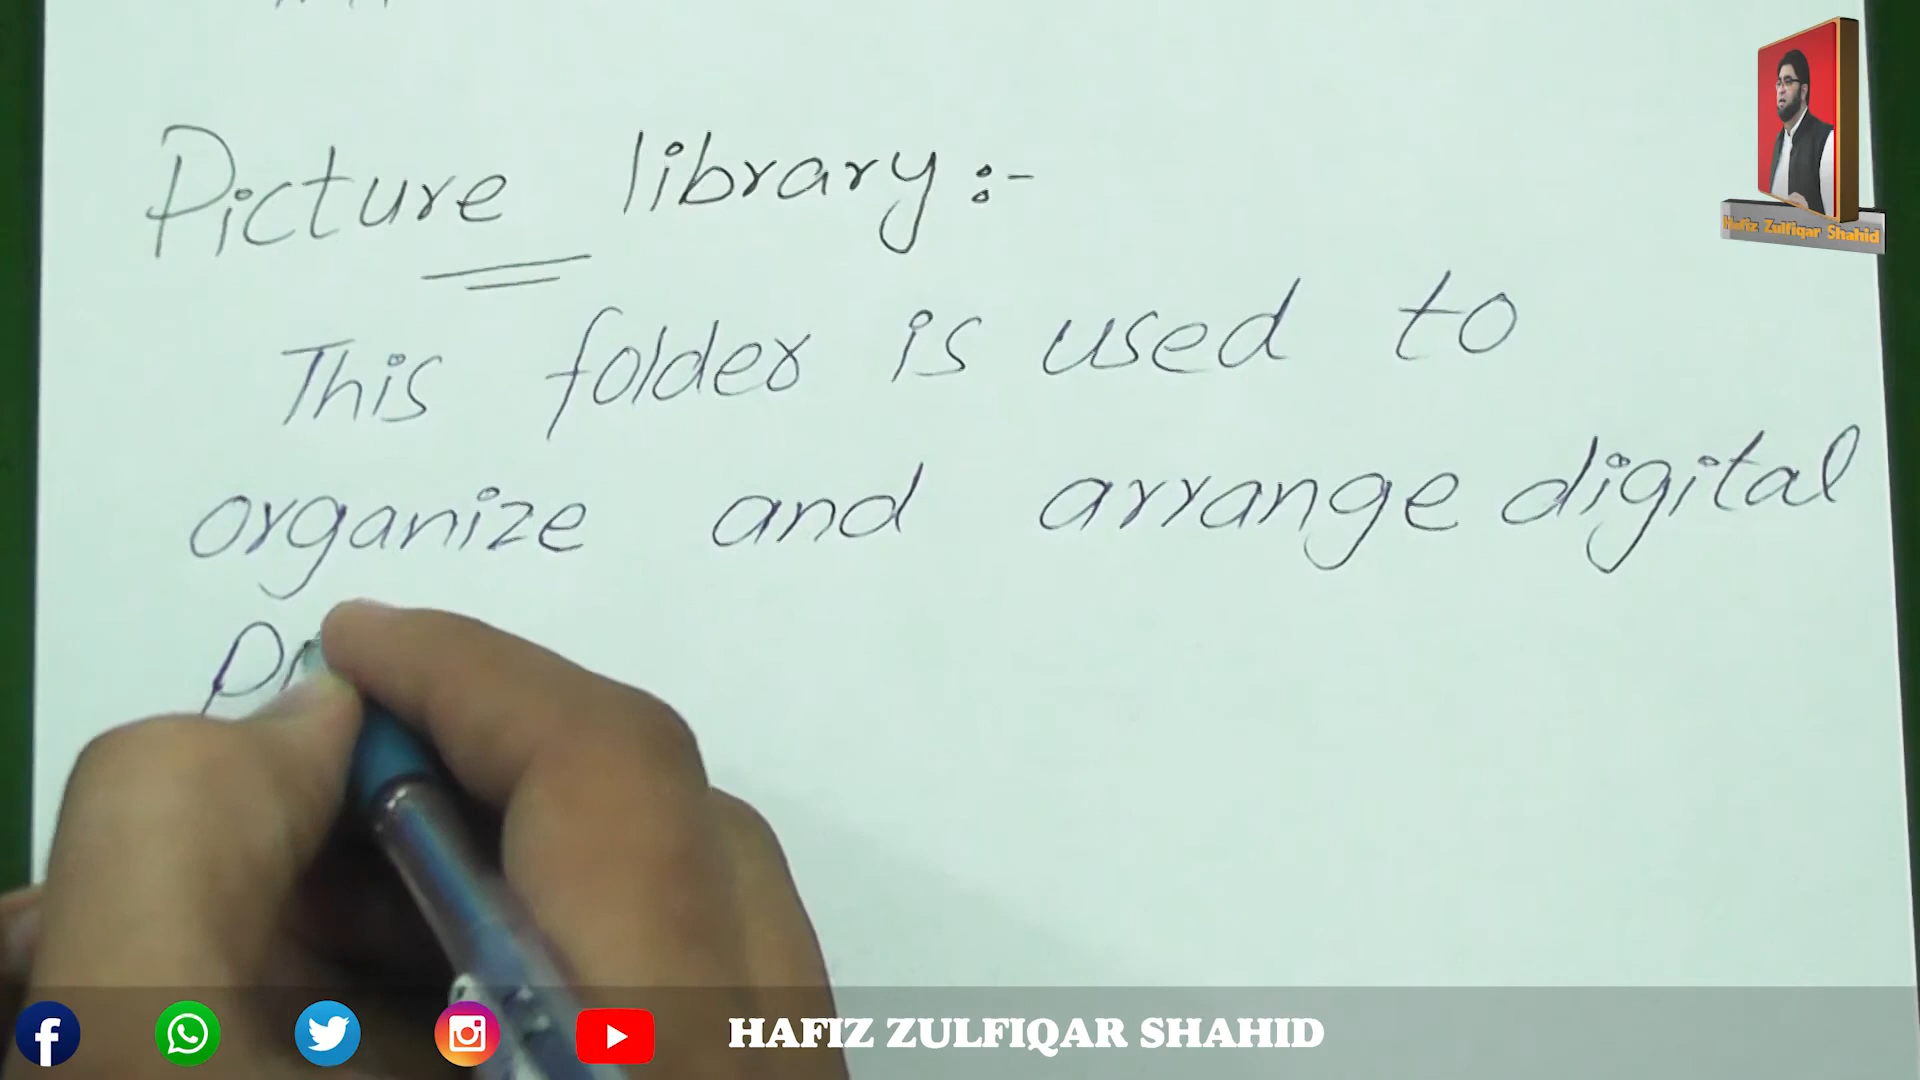 Picture library:-
This folder is used to
organize and arrange digital
Hafiz Zulfiqar Shahid
HAFIZ ZULFIQAR SHAHID